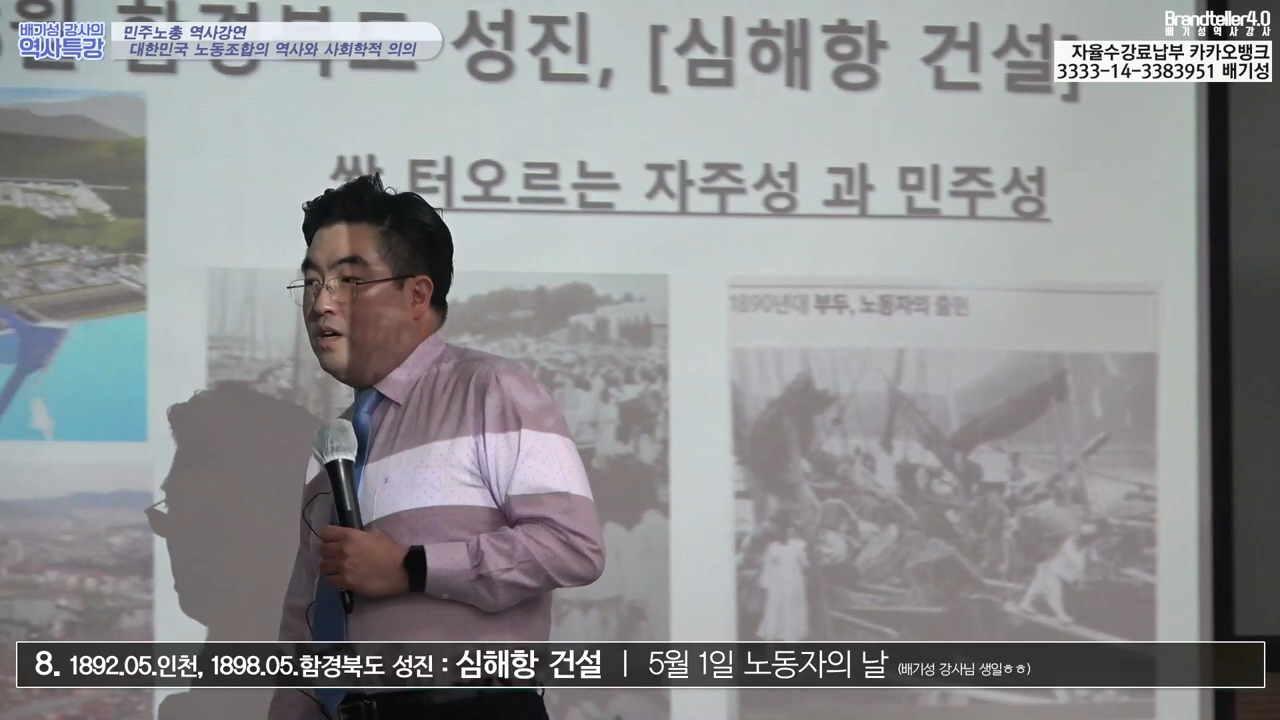 배기성 강사의
역사특강
민주노총 역사강연
대한민국 노동조합의 역사와 사회학적 의의
Brandteller4.0
배기성역사강사
자율수강료납부 카카오뱅크
3333-14-3383951 배기성
함경북도 성진, [심해항 건설]
터오르는 자주성 과 민주성
1890년대 부두, 노동자의 출현
8. 1892.05.인천, 1898.05.함경북도 성진 : 심해항 건설 | 5월 1일 노동자의 날 (배기성 강사님 생일ㅎㅎ)